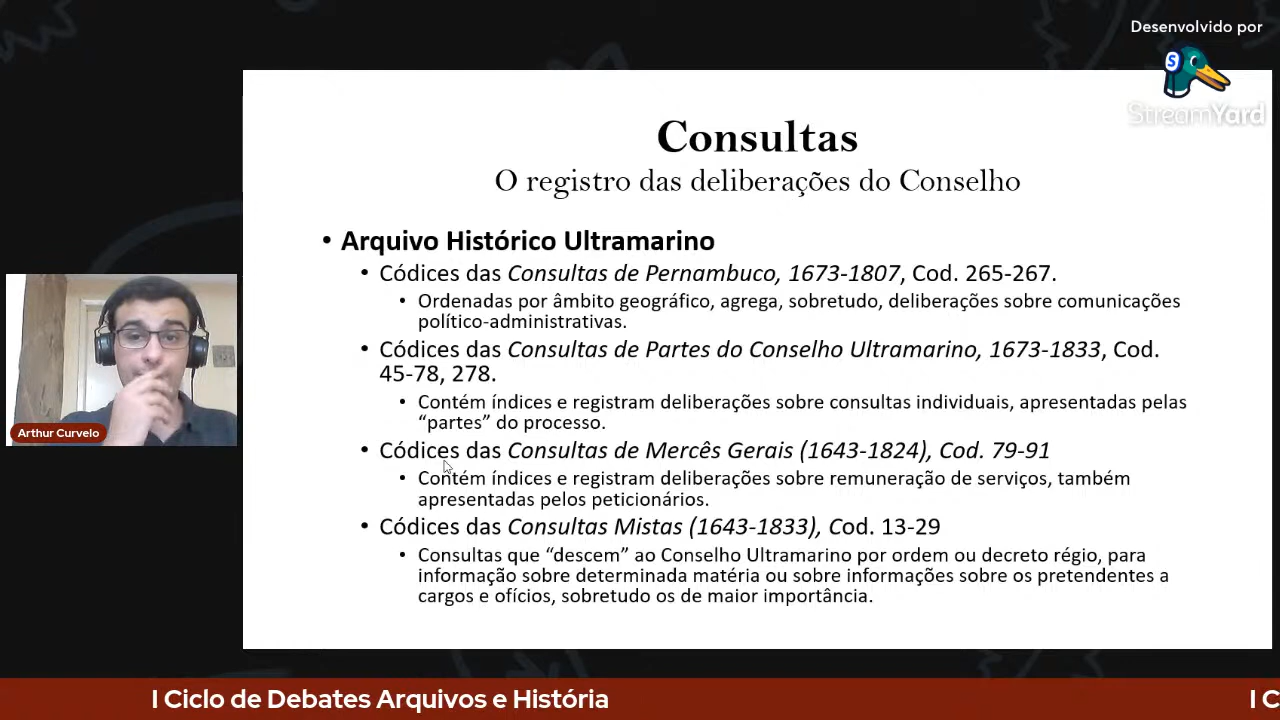 Desenvolvido por
S
StreamYard
Consultas
O registro das deliberações do Conselho
• Arquivo Histórico Ultramarino
• Códices das Consultas de Pernambuco, 1673-1807, Cod. 265-267.
• Ordenadas por âmbito geográfico, agrega, sobretudo, deliberações sobre comunicações
político-administrativas.
• Códices das Consultas de Partes do Conselho Ultramarino, 1673-1833, Cod.
45-78, 278.
• Contém índices e registram deliberações sobre consultas individuais, apresentadas pelas
“partes” do processo.
• Códices das Consultas de Mercês Gerais (1643-1824), Cod. 79-91
• Contém índices e registram deliberações sobre remuneração de serviços, também
apresentadas pelos peticionários.
• Códices das Consultas Mistas (1643-1833), Cod. 13-29
• Consultas que “descem” ao Conselho Ultramarino por ordem ou decreto régio, para
informação sobre determinada matéria ou sobre informações sobre os pretendentes a
cargos e ofícios, sobretudo os de maior importância.
Arthur Curvelo
I Ciclo de Debates Arquivos e História
I C